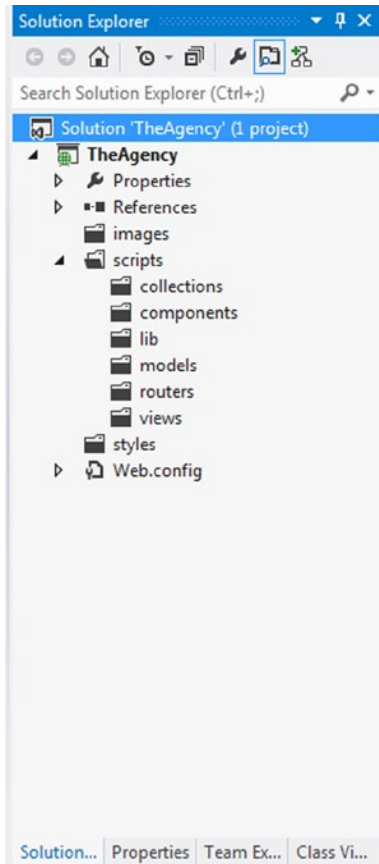 Solution Explorer
Search Solution Explorer (Ctrl+;)
Solution 'TheAgency' (1 project)
TheAgency
Properties
References
images
scripts
collections
components
lib
models
routers
views
styles
Web.config
Solution... Properties Team Ex... Class Vi...